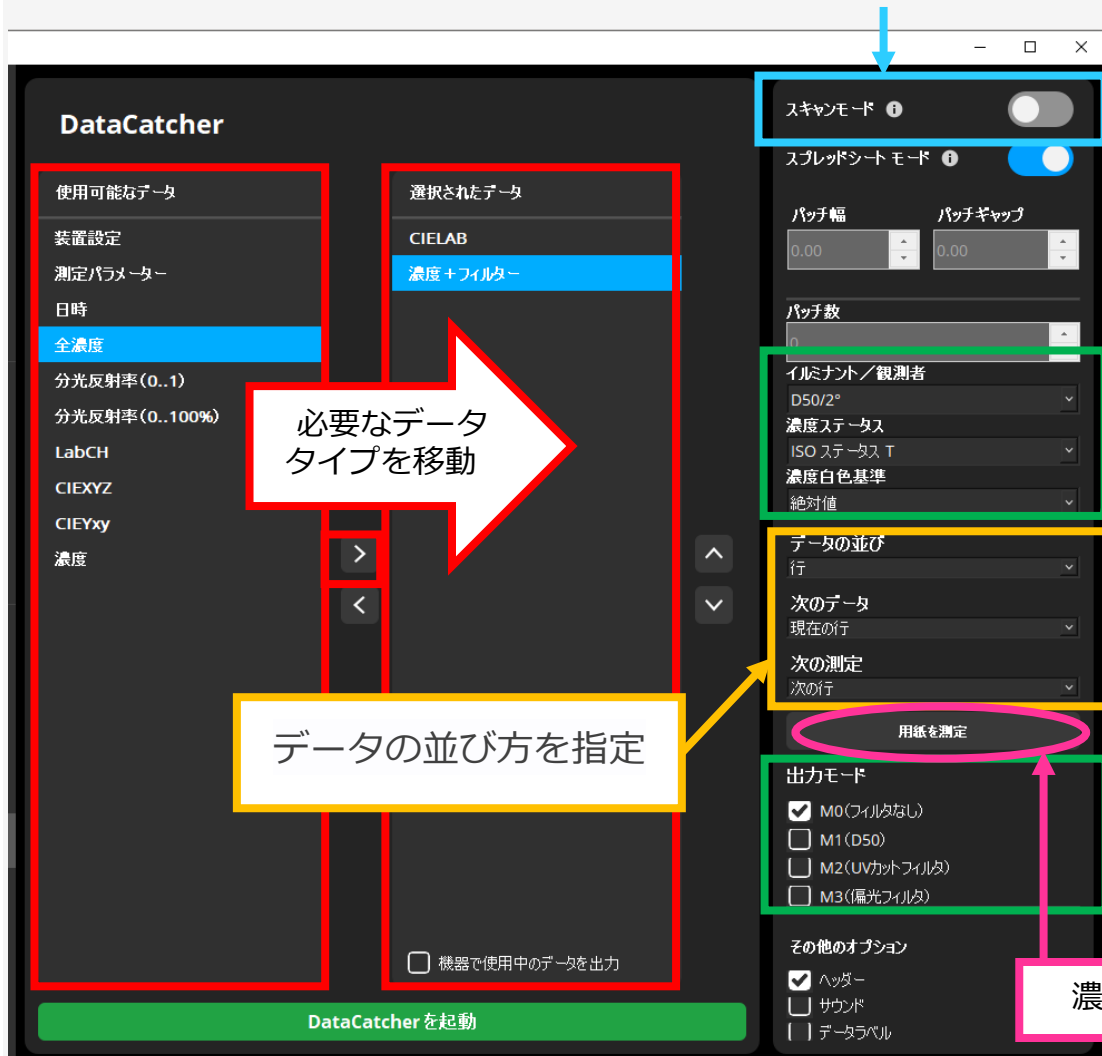 DataCatcher
使用可能なデータ
装置設定
測定パラメーター
日時
全濃度
分光反射率(0..1)
分光反射率(0..100%)
LabCH
CIEXYZ
CIEYxy
濃度
選択されたデータ
CIELAB
濃度+フィルター
必要なデータ
タイプを移動
データの並び方を指定
機器で使用中のデータを出力
DataCatcherを起動
スキャンモード
スプレッドシート モード
パッチ幅 パッチギャップ
0.00 0.00
パッチ数
0
イルミナント/観測者
D50/2°
濃度ステータス
ISO ステータス T
濃度白色基準
絶対値
データの並び
行
次のデータ
現在の行
次の測定
次の行
用紙を測定
出力モード
M0(フィルタなし)
M1(D50)
M2(UVカットフィルタ)
M3(偏光フィルタ)
その他のオプション
ヘッダー
サウンド
データラベル
濃